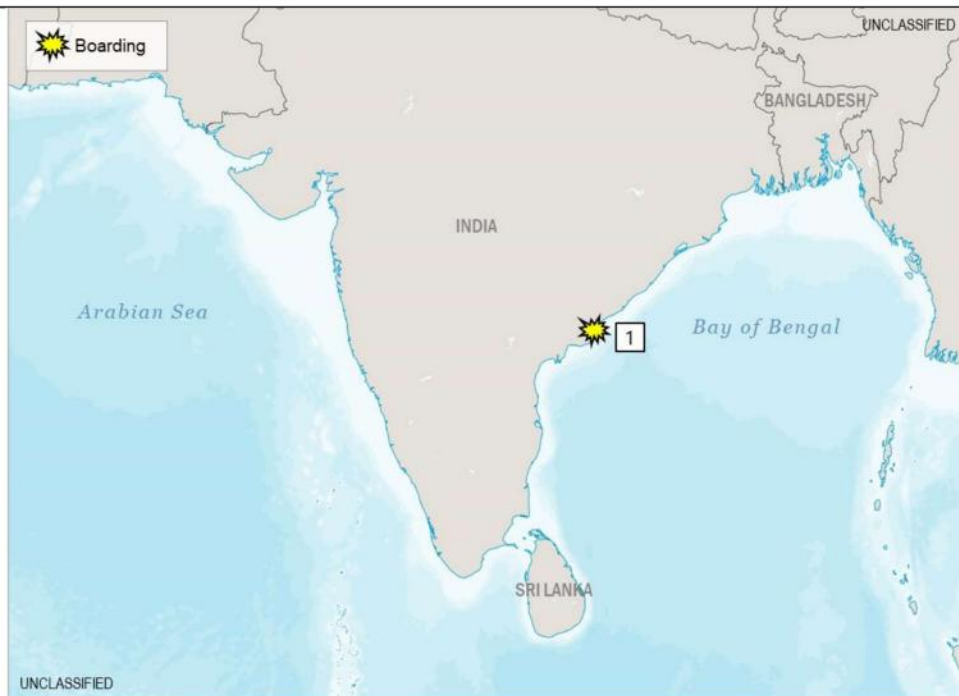 Boarding
UNCLASSIFIED
BANGLADESH
INDIA
Arabian Sea
Bay of Bengal
1
SRI LANKA
UNCLASSIFIED